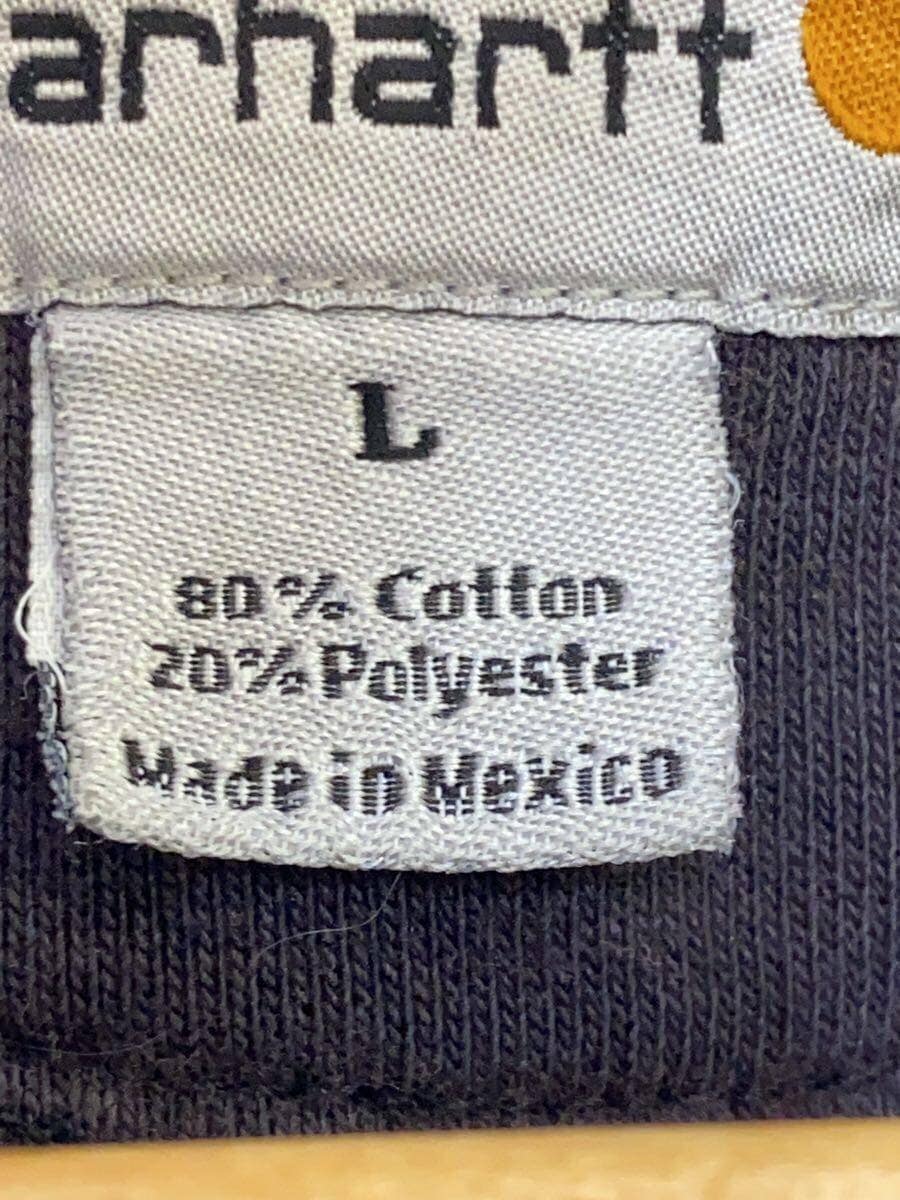 arhartt
L
80% Cotton
20% Polyester
Made in Mexico